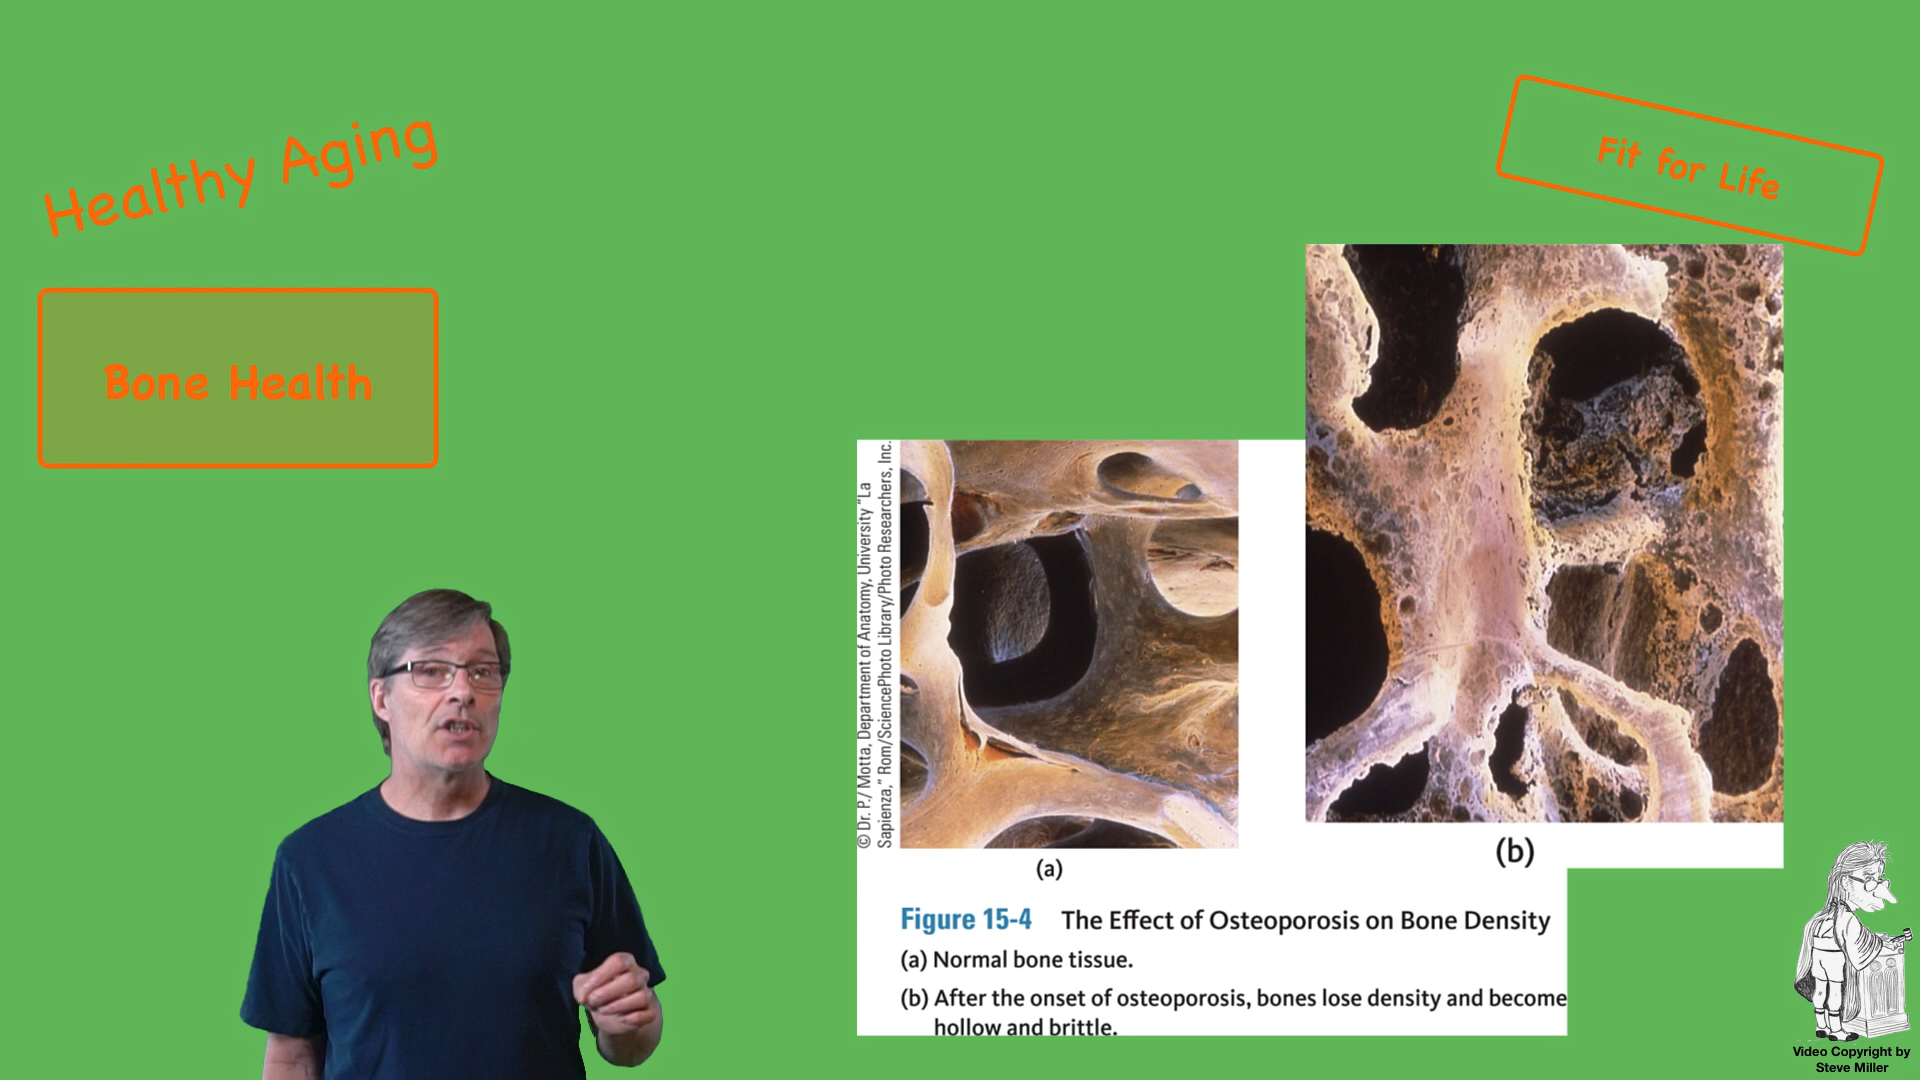 Healthy Aging
Fit for Life
Bone Health
© Dr. P./ Motta, Department of Anatomy, University "La
Sapienza," Rom/SciencePhoto Library/Photo Researchers, Inc.
(a)
(b)
Figure 15-4 The Effect of Osteoporosis on Bone Density
(a) Normal bone tissue.
(b) After the onset of osteoporosis, bones lose density and become
hollow and brittle.
Video Copyright by
Steve Miller